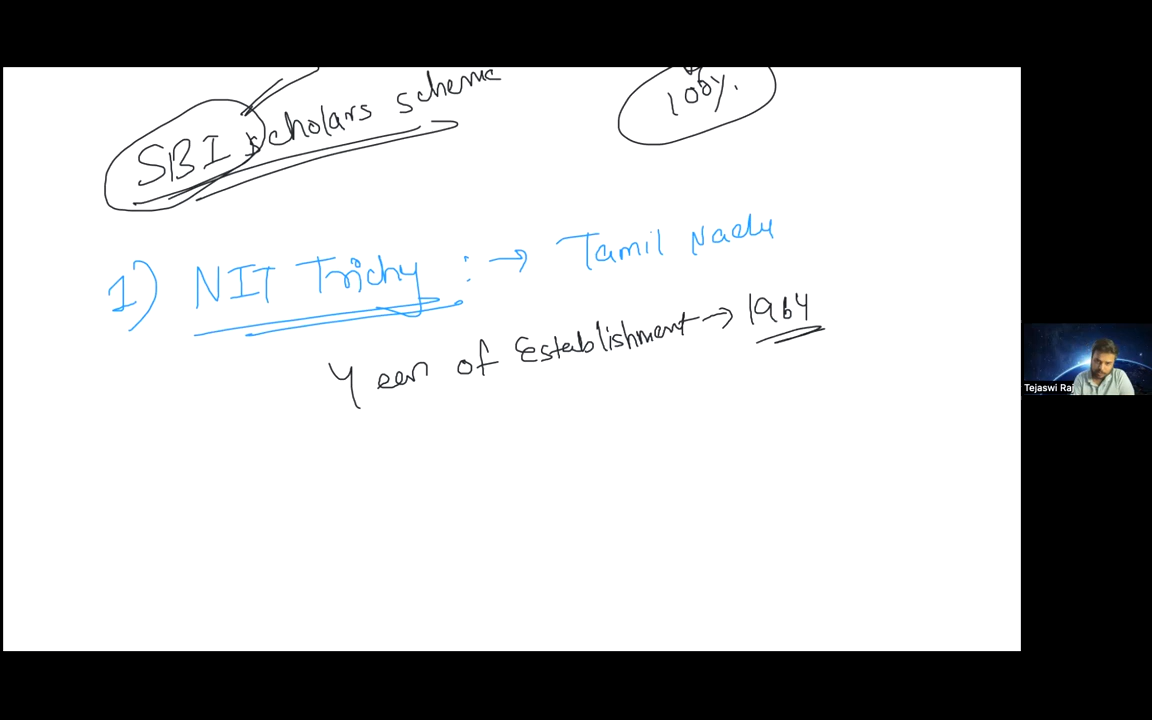 SBI scholars scheme
100%.
1) NIT Trichy : → Tamil Nadu
Year of Establishment → 1964
Tejaswi Raj